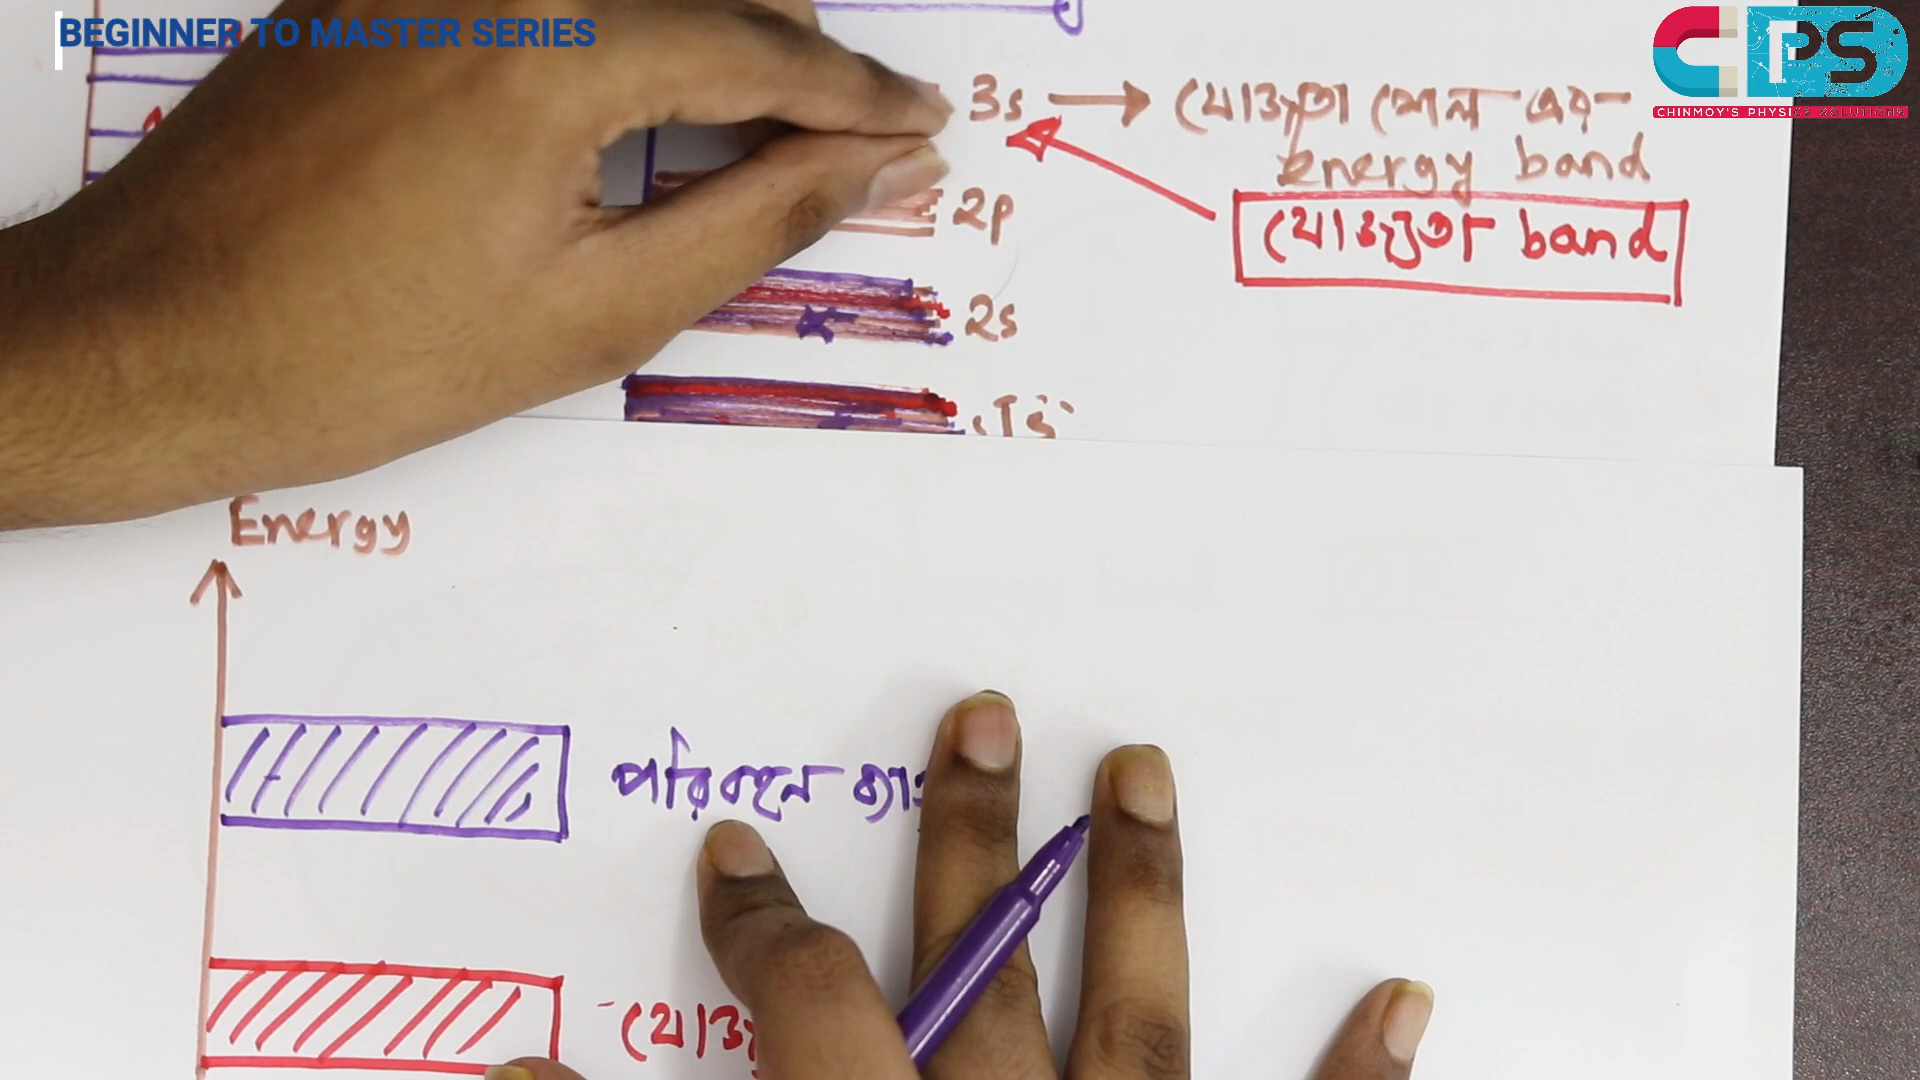 BEGINNER TO MASTER SERIES
CPS
CHINMOY'S PHYSICS SOLUTIONS
3s → যোজ্যতা শেল এর
energy band
যোজ্যতা band
2p
2s
1s
Energy
পরিবহন